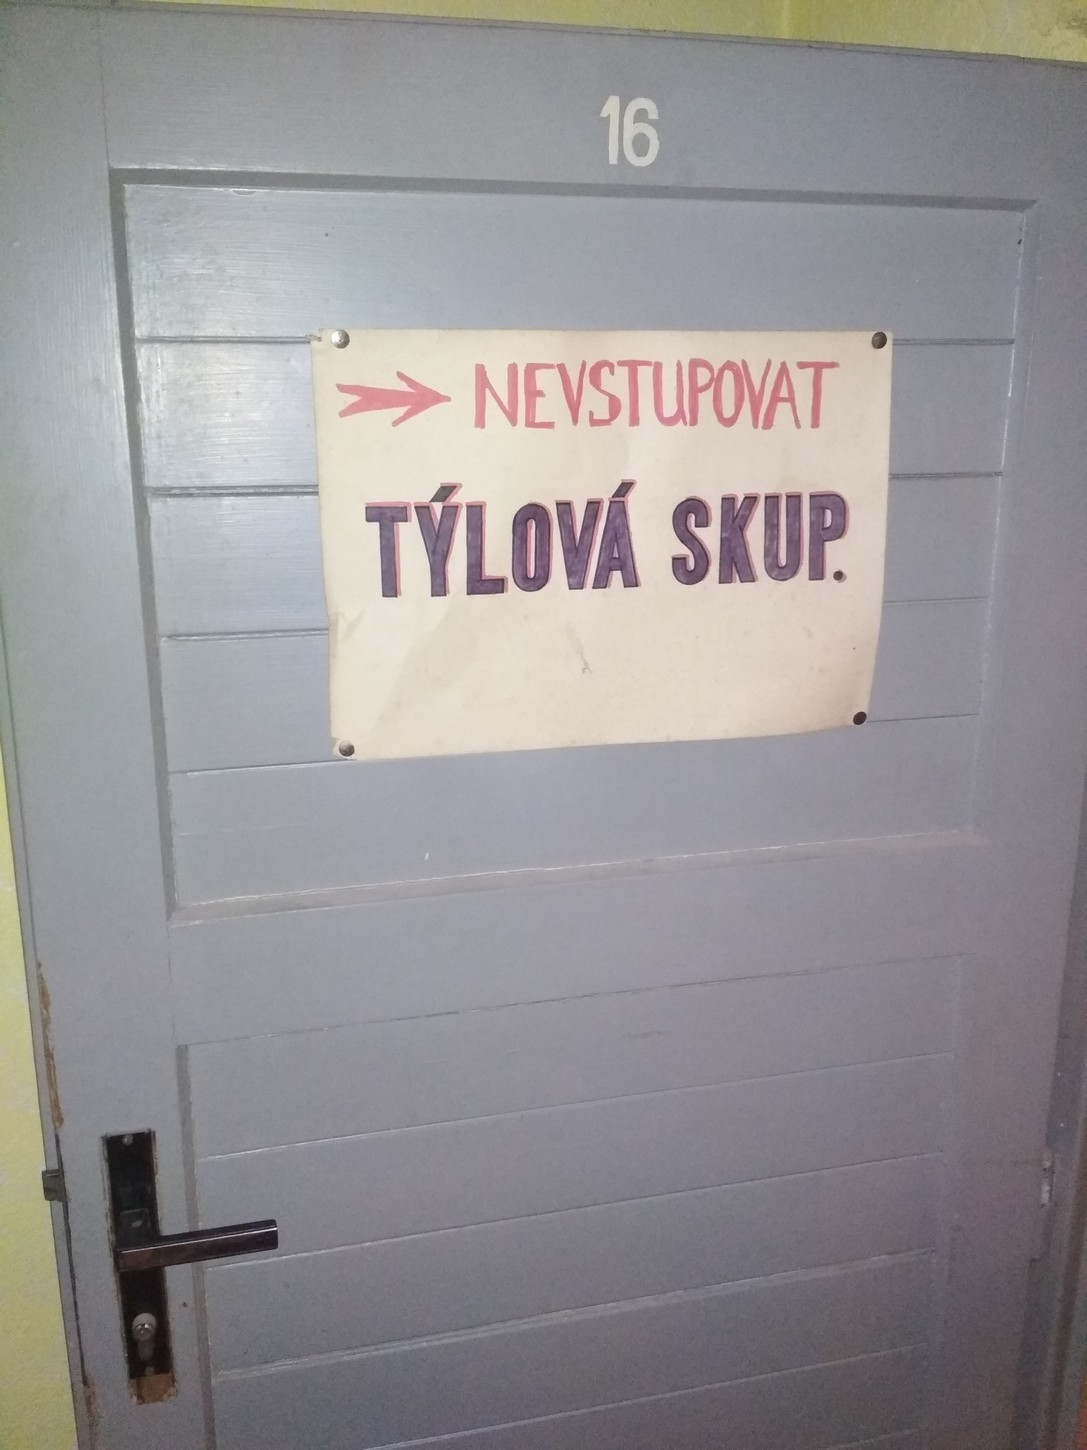 16
NEVSTUPOVAT
TÝLOVÁ SKUP.